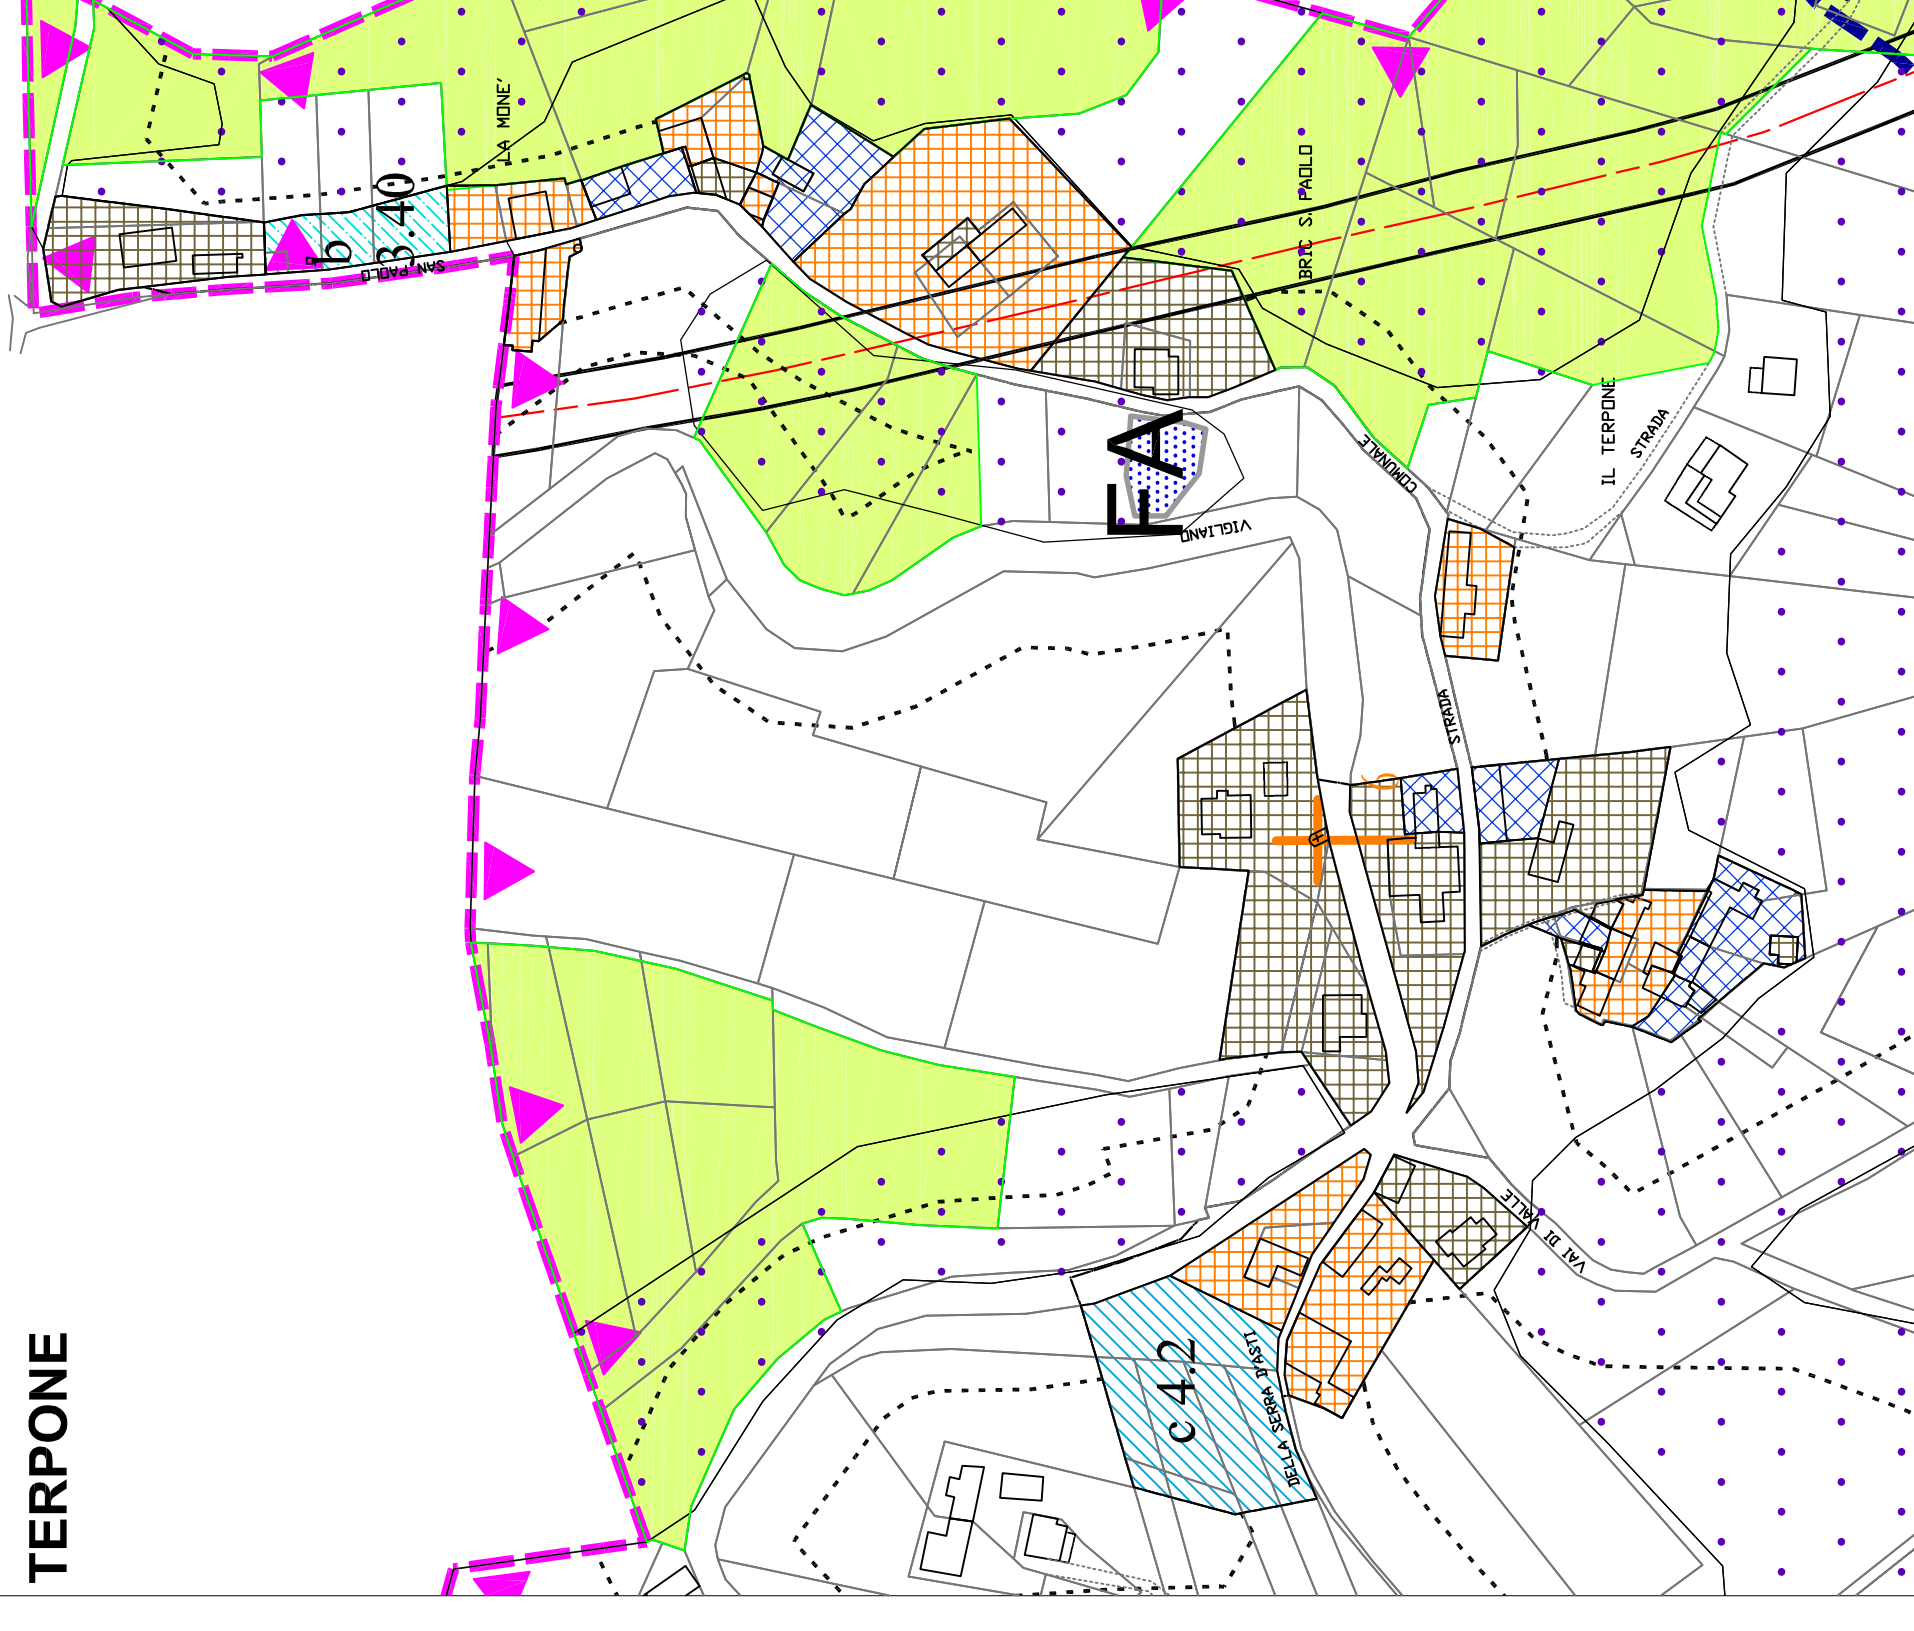 LA MONE'
b
3.40
SAN PAOLO
BRIC S. PAOLO
IL TERPONE
STRADA
COMUNALE
F A
VIGLIANO
STRADA
6
H
VALLE DI VAI
c 4.2
DELLA SERRA D'ASTI
TERPONE